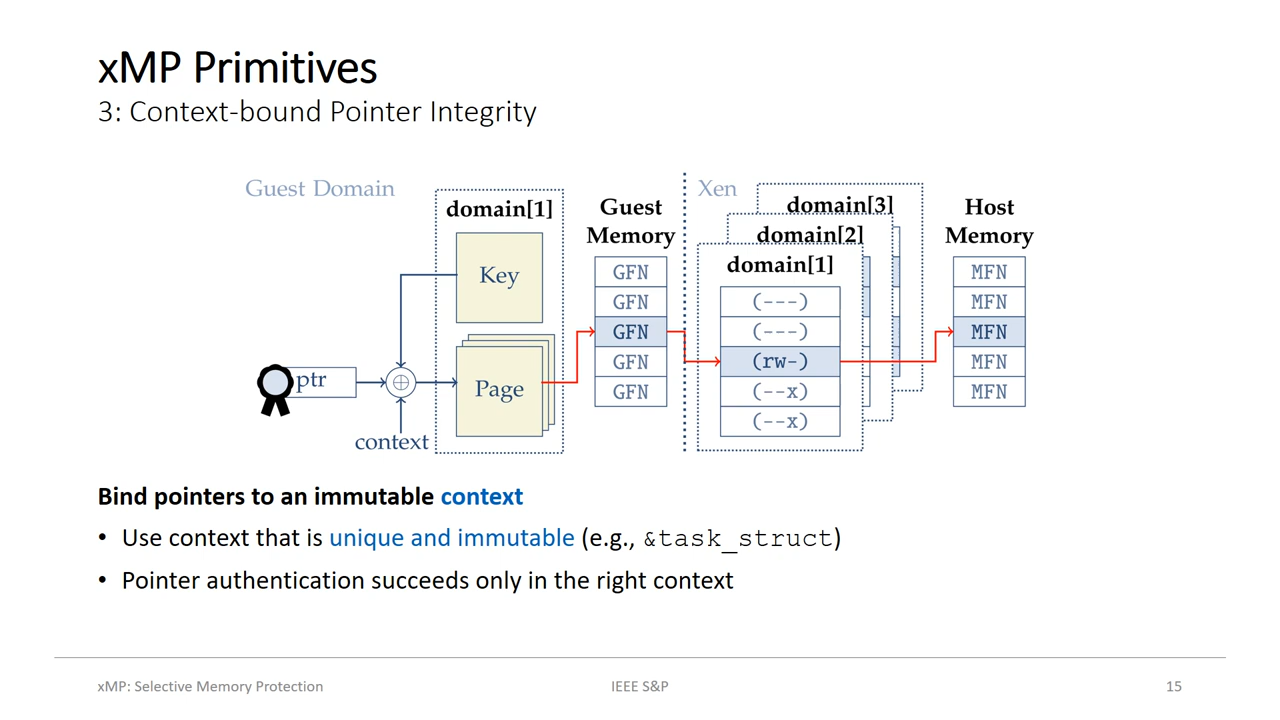 xMP Primitives
3: Context-bound Pointer Integrity
Guest Domain
domain[1]
Key
Page
ptr
context
Guest
Memory
GFN
GFN
GFN
GFN
GFN
Xen
domain[3]
domain[2]
domain[1]
(---)
(---)
(rw-)
(--x)
(--x)
Host
Memory
MFN
MFN
MFN
MFN
MFN
Bind pointers to an immutable context
• Use context that is unique and immutable (e.g., &task_struct)
• Pointer authentication succeeds only in the right context
xMP: Selective Memory Protection
IEEE S&P
15